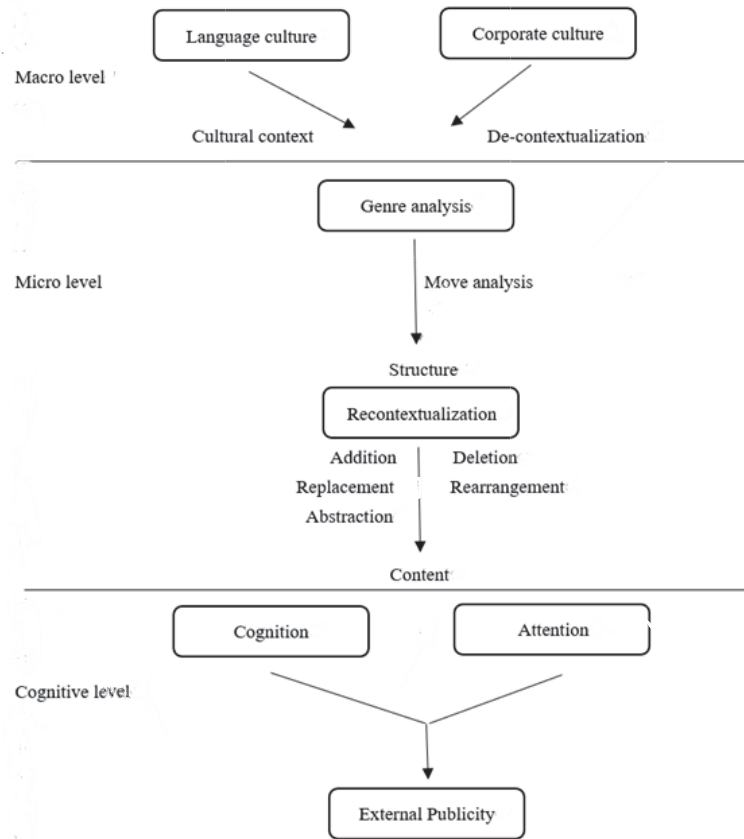 Language culture
Corporate culture
Macro level
Cultural context
De-contextualization
Genre analysis
Micro level
Move analysis
Structure
Recontextualization
Addition
Deletion
Replacement
Rearrangement
Abstraction
Content
Cognition
Attention
Cognitive level
External Publicity